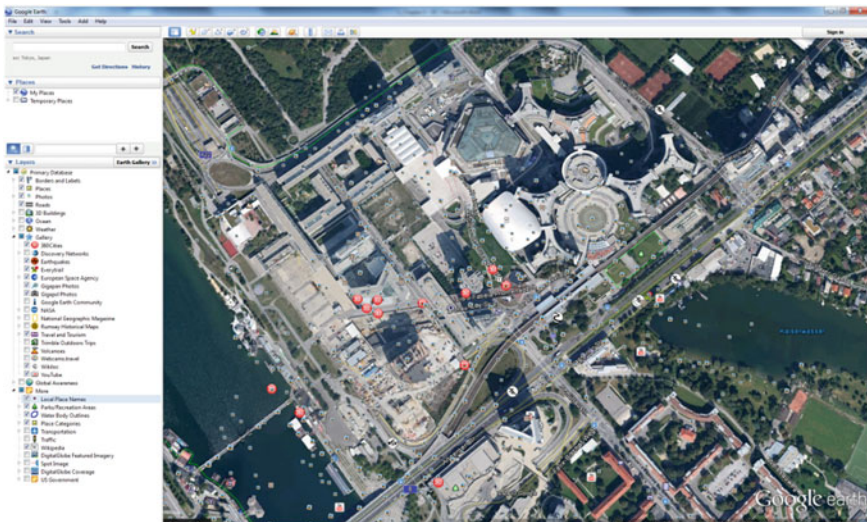 Google Earth
File Edit View Tools Add Help
Search
Search
ex: Tokyo, Japan
Get Directions History
Places
My Places
Temporary Places
Layers
Earth Gallery
Primary Database
Borders and Labels
Places
Photos
Roads
3D Buildings
Ocean
Weather
Gallery
360Cities
Discovery Networks
Earthquakes
Everytrail
European Space Agency
Gigapan Photos
Gigapxl Photos
Google Earth Community
NASA
National Geographic Magazine
Rumsey Historical Maps
Travel and Tourism
Trimble Outdoor Trips
Volcanoes
Webcams.travel
Wikiloc
YouTube
Global Awareness
More
Local Place Names
Parks/Recreation Areas
Water Body Outlines
Place Categories
Transportation
Traffic
Wikipedia
DigitalGlobe Featured Imagery
Spot Image
DigitalGlobe Coverage
US Government
Sign in
Google earth